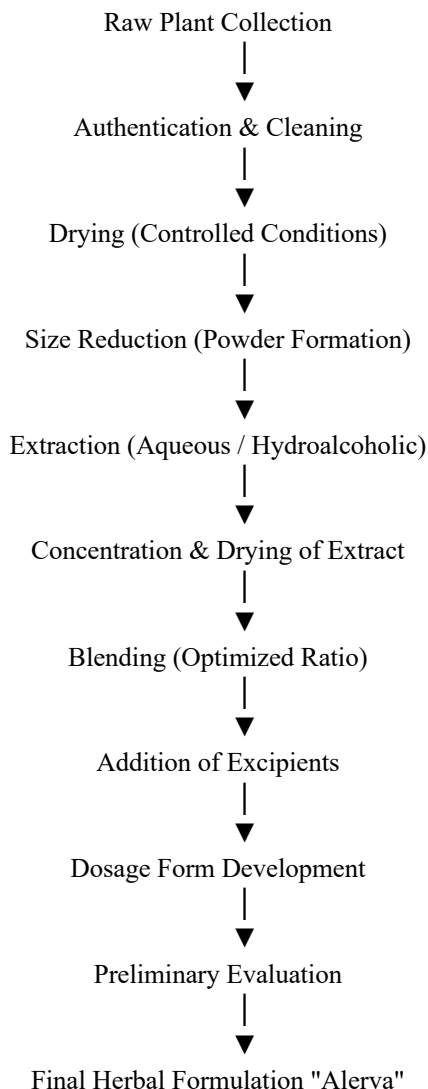 Raw Plant Collection
Authentication & Cleaning
Drying (Controlled Conditions)
Size Reduction (Powder Formation)
Extraction (Aqueous / Hydroalcoholic)
Concentration & Drying of Extract
Blending (Optimized Ratio)
Addition of Excipients
Dosage Form Development
Preliminary Evaluation
Final Herbal Formulation "Alerva"